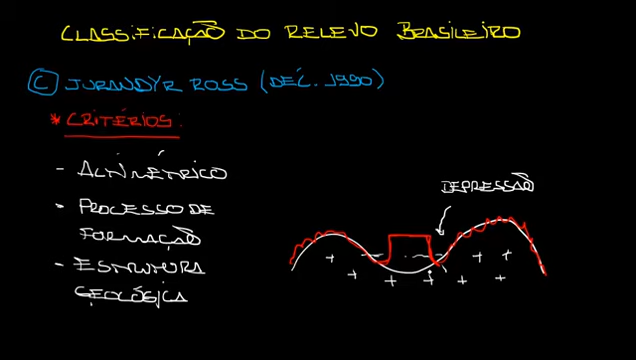 CLASSIFICAÇÃO DO RELEVO BRASILEIRO
C JURANDYR ROSS (DÉC. 1990)
* CRITÉRIOS:
- ALTIMÉTRICO
- PROCESSO DE
FORMAÇÃO
- ESTRUTURA
GEOLÓGICA
DEPRESSÃO